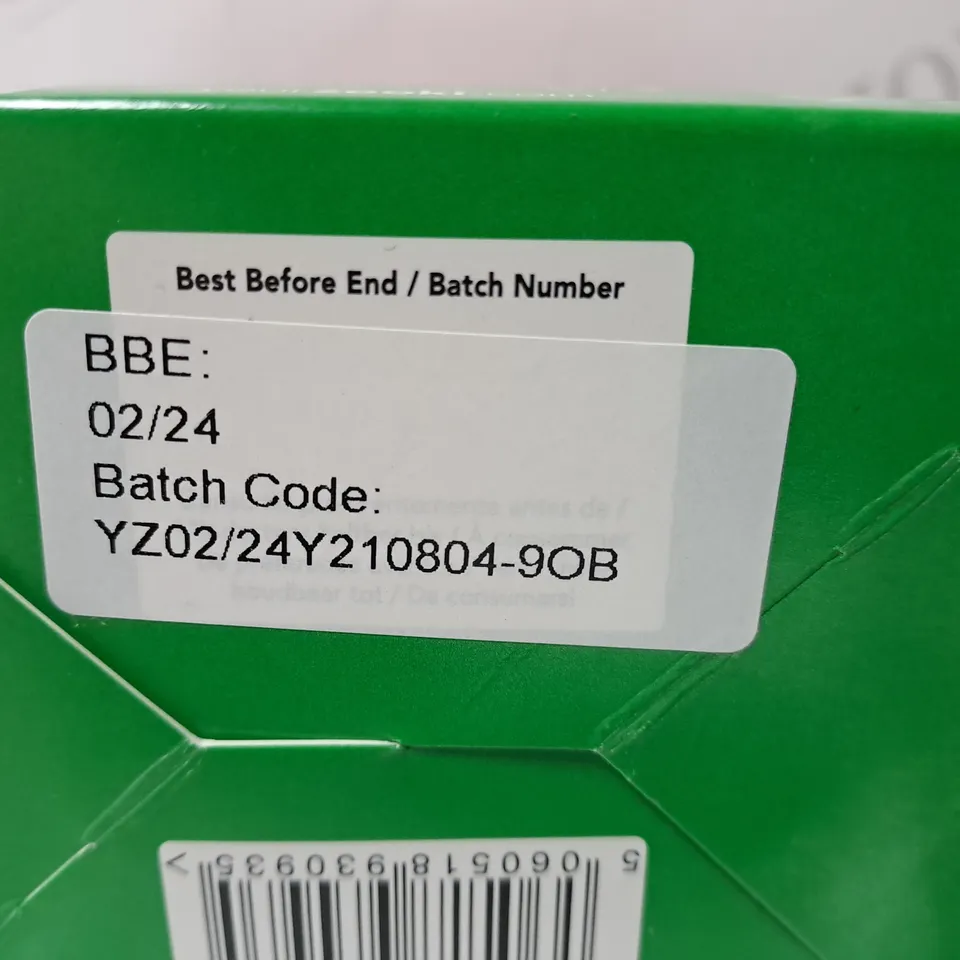 Best Before End / Batch Number
BBE:
02/24
Batch Code:
YZ02/24Y210804-9OB
5 060518 930935 >